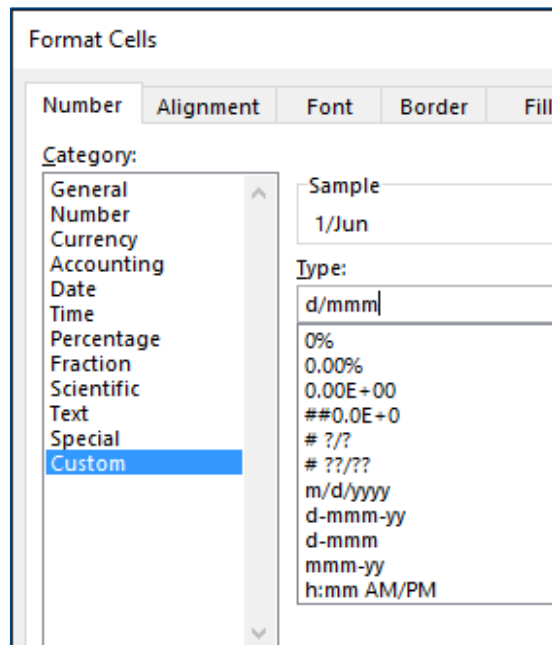 Format Cells
Number Alignment Font Border Fill
Category:
General
Number
Currency
Accounting
Date
Time
Percentage
Fraction
Scientific
Text
Special
Custom
Sample
1/Jun
Type:
d/mmm
0%
0.00%
0.00E+00
##0.0E+0
# ?/?
# ??/??
m/d/yyyy
d-mmm-yy
d-mmm
mmm-yy
h:mm AM/PM